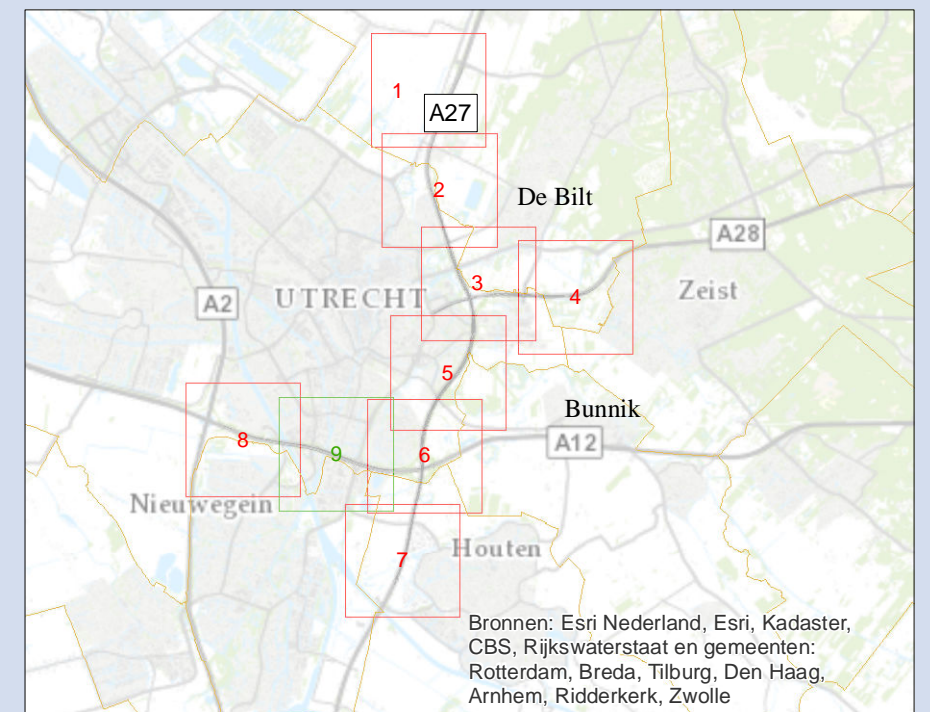 1
A27
2
De Bilt
A28
3
4
Zeist
A2
UTRECHT
5
Bunnik
8
9
6
A12
Nieuwegein
7
Houten
Bronnen: Esri Nederland, Esri, Kadaster,
CBS, Rijkswaterstaat en gemeenten:
Rotterdam, Breda, Tilburg, Den Haag,
Arnhem, Ridderkerk, Zwolle